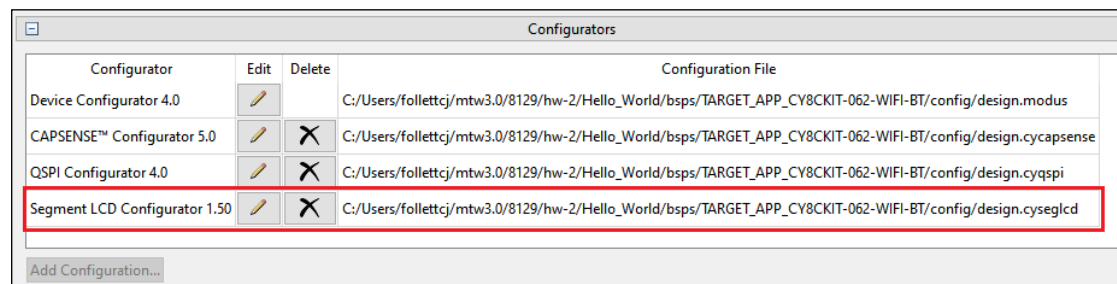 Configurators
Configurator Edit Delete Configuration File
Device Configurator 4.0 C:/Users/follettcj/mtw3.0/8129/hw-2/Hello_World/bsps/TARGET_APP_CY8CKIT-062-WIFI-BT/config/design.modus
CAPSENSE™ Configurator 5.0 C:/Users/follettcj/mtw3.0/8129/hw-2/Hello_World/bsps/TARGET_APP_CY8CKIT-062-WIFI-BT/config/design.cycapsense
QSPI Configurator 4.0 C:/Users/follettcj/mtw3.0/8129/hw-2/Hello_World/bsps/TARGET_APP_CY8CKIT-062-WIFI-BT/config/design.cyqspi
Segment LCD Configurator 1.50 C:/Users/follettcj/mtw3.0/8129/hw-2/Hello_World/bsps/TARGET_APP_CY8CKIT-062-WIFI-BT/config/design.cyseglcd
Add Configuration...